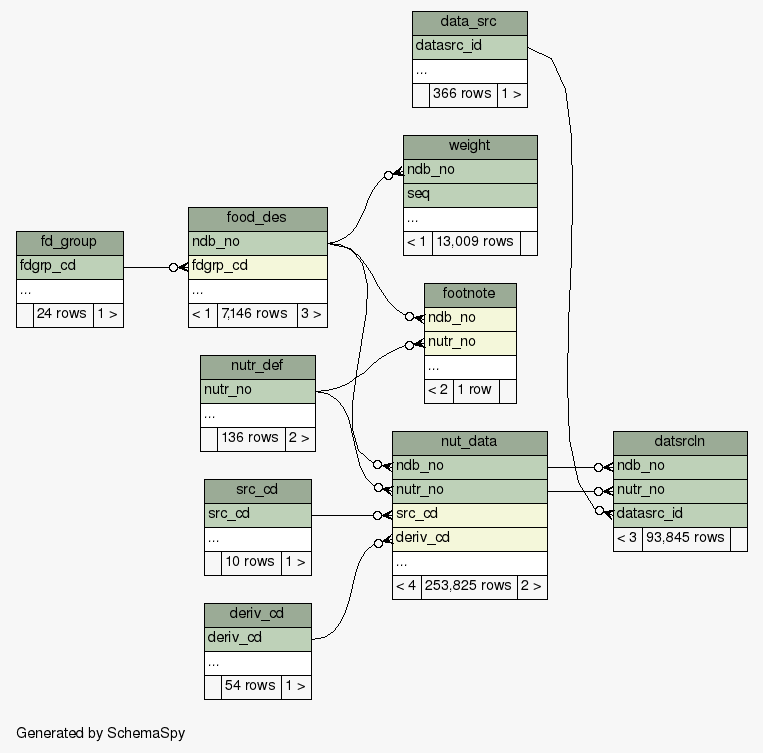 data_src
datasrc_id
...
366 rows 1 >
weight
ndb_no
seq
...
< 1 13,009 rows
food_des
ndb_no
fdgrp_cd
...
< 1 7,146 rows 3 >
fd_group
fdgrp_cd
...
24 rows 1 >
footnote
ndb_no
nutr_no
...
< 2 1 row
nutr_def
nutr_no
...
136 rows 2 >
nut_data
ndb_no
nutr_no
src_cd
deriv_cd
...
< 4 253,825 rows 2 >
datsrcln
ndb_no
nutr_no
datasrc_id
< 3 93,845 rows
src_cd
src_cd
...
10 rows 1 >
deriv_cd
deriv_cd
...
54 rows 1 >
Generated by SchemaSpy